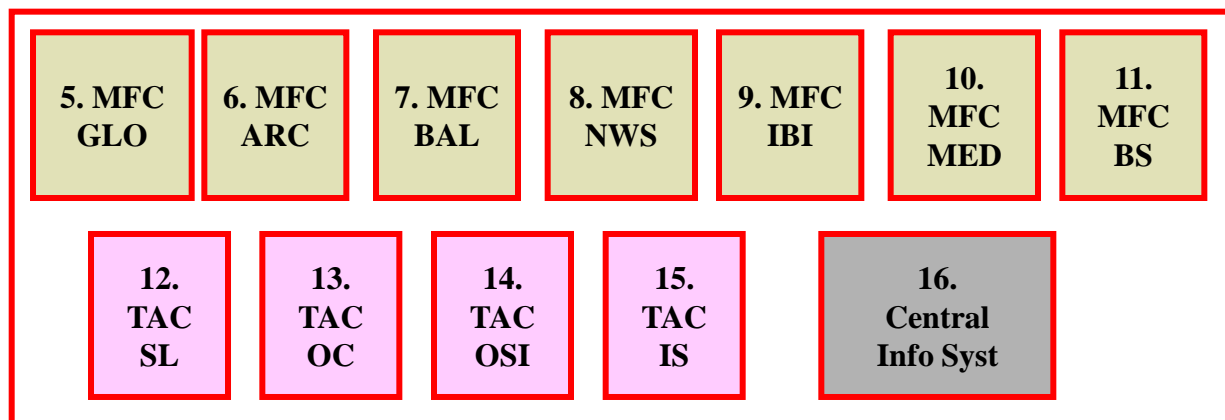 5. MFC
GLO
6. MFC
ARC
7. MFC
BAL
8. MFC
NWS
9. MFC
IBI
10.
MFC
MED
11.
MFC
BS
12.
TAC
SL
13.
TAC
OC
14.
TAC
OSI
15.
TAC
IS
16.
Central
Info Syst